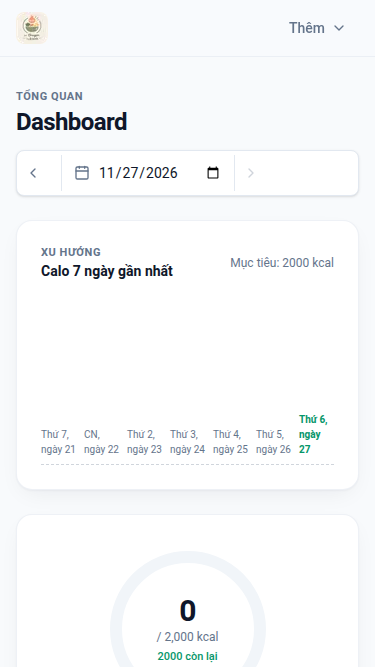 Thêm
TỔNG QUAN
Dashboard
11/27/2026
XU HƯỚNG
Calo 7 ngày gần nhất
Mục tiêu: 2000 kcal
Thứ 7,
ngày 21
CN,
ngày 22
Thứ 2,
ngày 23
Thứ 3,
ngày 24
Thứ 4,
ngày 25
Thứ 5,
ngày 26
Thứ 6,
ngày
27
0
/ 2,000 kcal
2000 còn lại